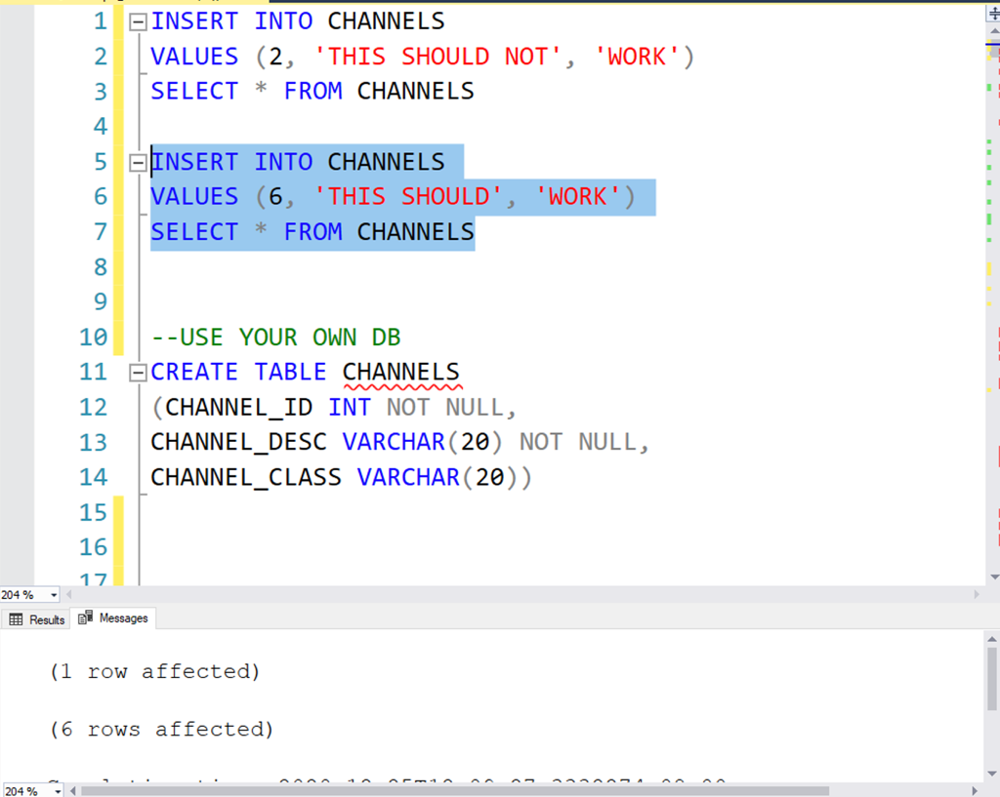 1 INSERT INTO CHANNELS
2 VALUES (2, 'THIS SHOULD NOT', 'WORK')
3 SELECT * FROM CHANNELS
4
5 INSERT INTO CHANNELS
6 VALUES (6, 'THIS SHOULD', 'WORK')
7 SELECT * FROM CHANNELS
8
9
10 --USE YOUR OWN DB
11 CREATE TABLE CHANNELS
12 (CHANNEL_ID INT NOT NULL,
13 CHANNEL_DESC VARCHAR(20) NOT NULL,
14 CHANNEL_CLASS VARCHAR(20))
15
16
17
204 %
Results Messages
(1 row affected)
(6 rows affected)
204 %